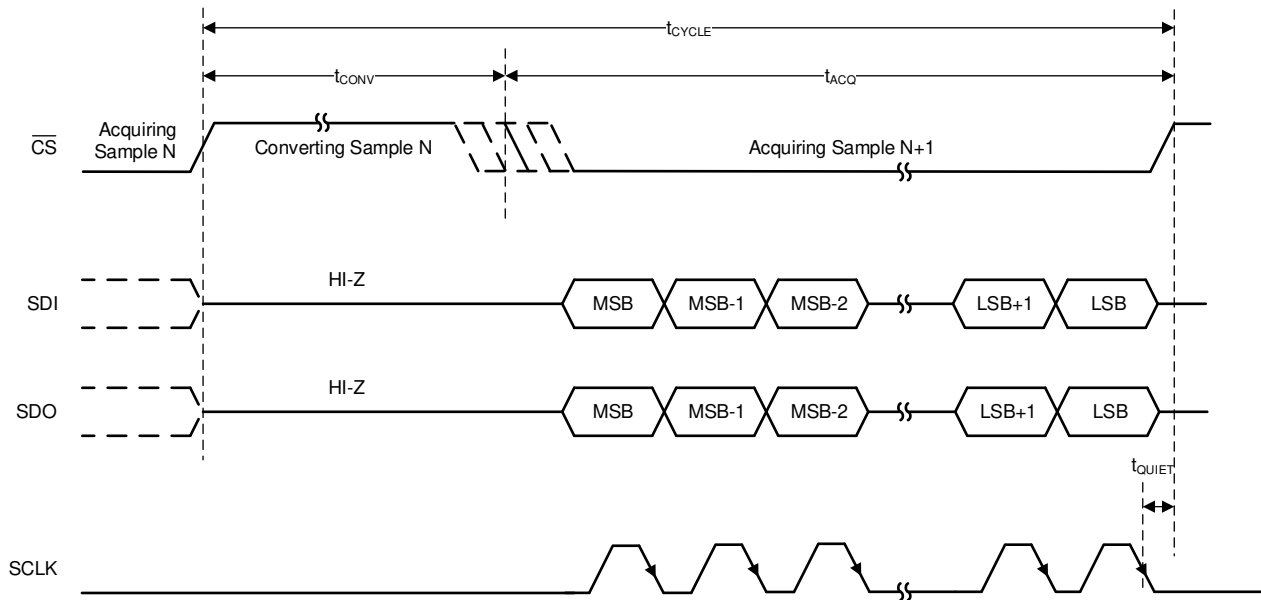 tCYCLE
tCONV
tACQ
CS
Acquiring
Sample N
Converting Sample N
Acquiring Sample N+1
SDI
HI-Z
MSB
MSB-1
MSB-2
LSB+1
LSB
SDO
HI-Z
MSB
MSB-1
MSB-2
LSB+1
LSB
tQUIET
SCLK